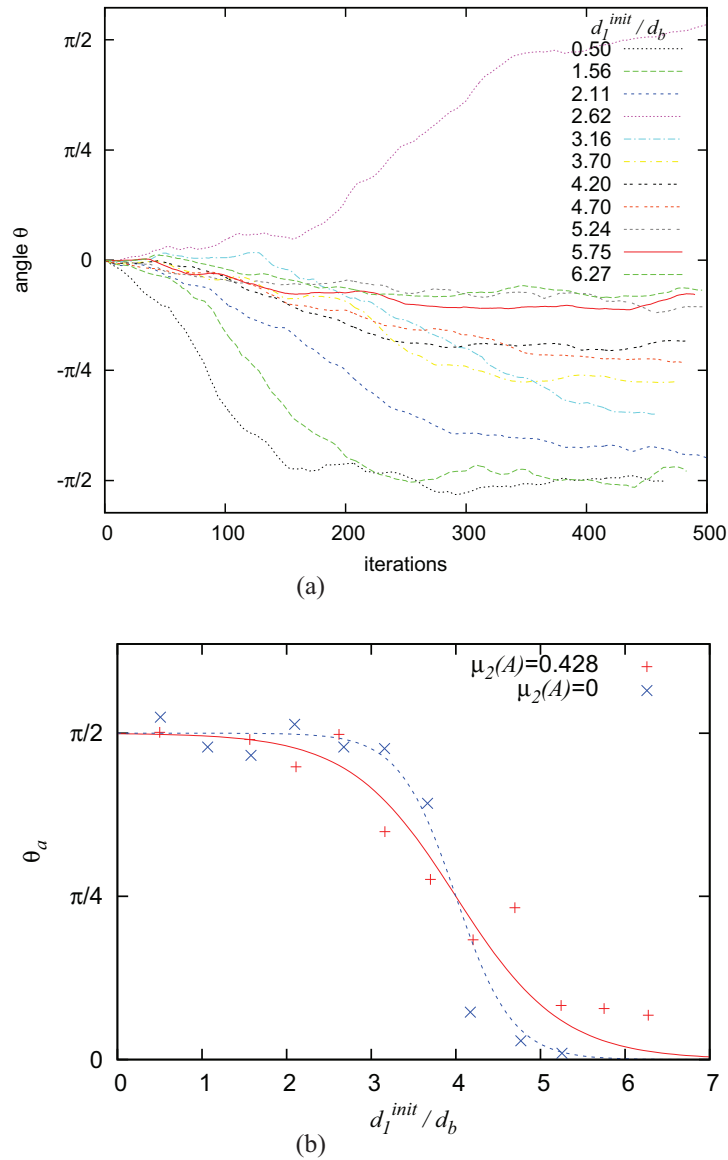 π/2
π/4
0
-π/4
-π/2
angle θ
d₁ⁱⁿⁱᵗ/d_b
0.50
1.56
2.11
2.62
3.16
3.70
4.20
4.70
5.24
5.75
6.27
0 100 200 300 400 500
iterations
(a)
μ₂(A)=0.428
μ₂(A)=0
π/2
π/4
0
θₐ
0 1 2 3 4 5 6 7
d₁ⁱⁿⁱᵗ/d_b
(b)